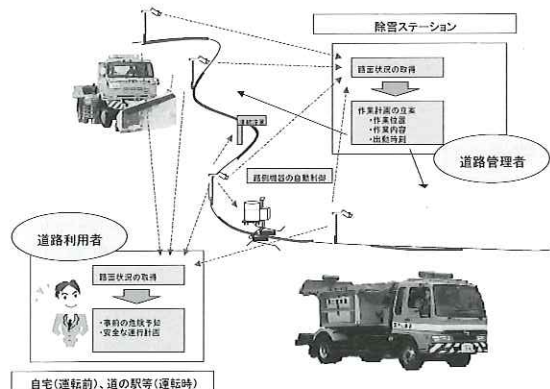 除雪ステーション
路面状況の取得
作業計画の立案
・作業位置
・作業内容
・出動時刻
道路管理者
路側機器の自動制御
道路利用者
路面状況の取得
・事前の危険予知
・安全な運行計画
自宅(運転前)、道の駅等(運転時)